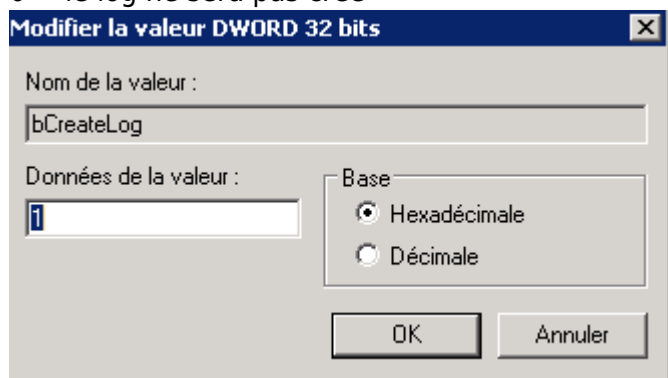 Modifier la valeur DWORD 32 bits
Nom de la valeur :
bCreateLog
Données de la valeur :
1
Base
Hexadécimale
Décimale
OK
Annuler